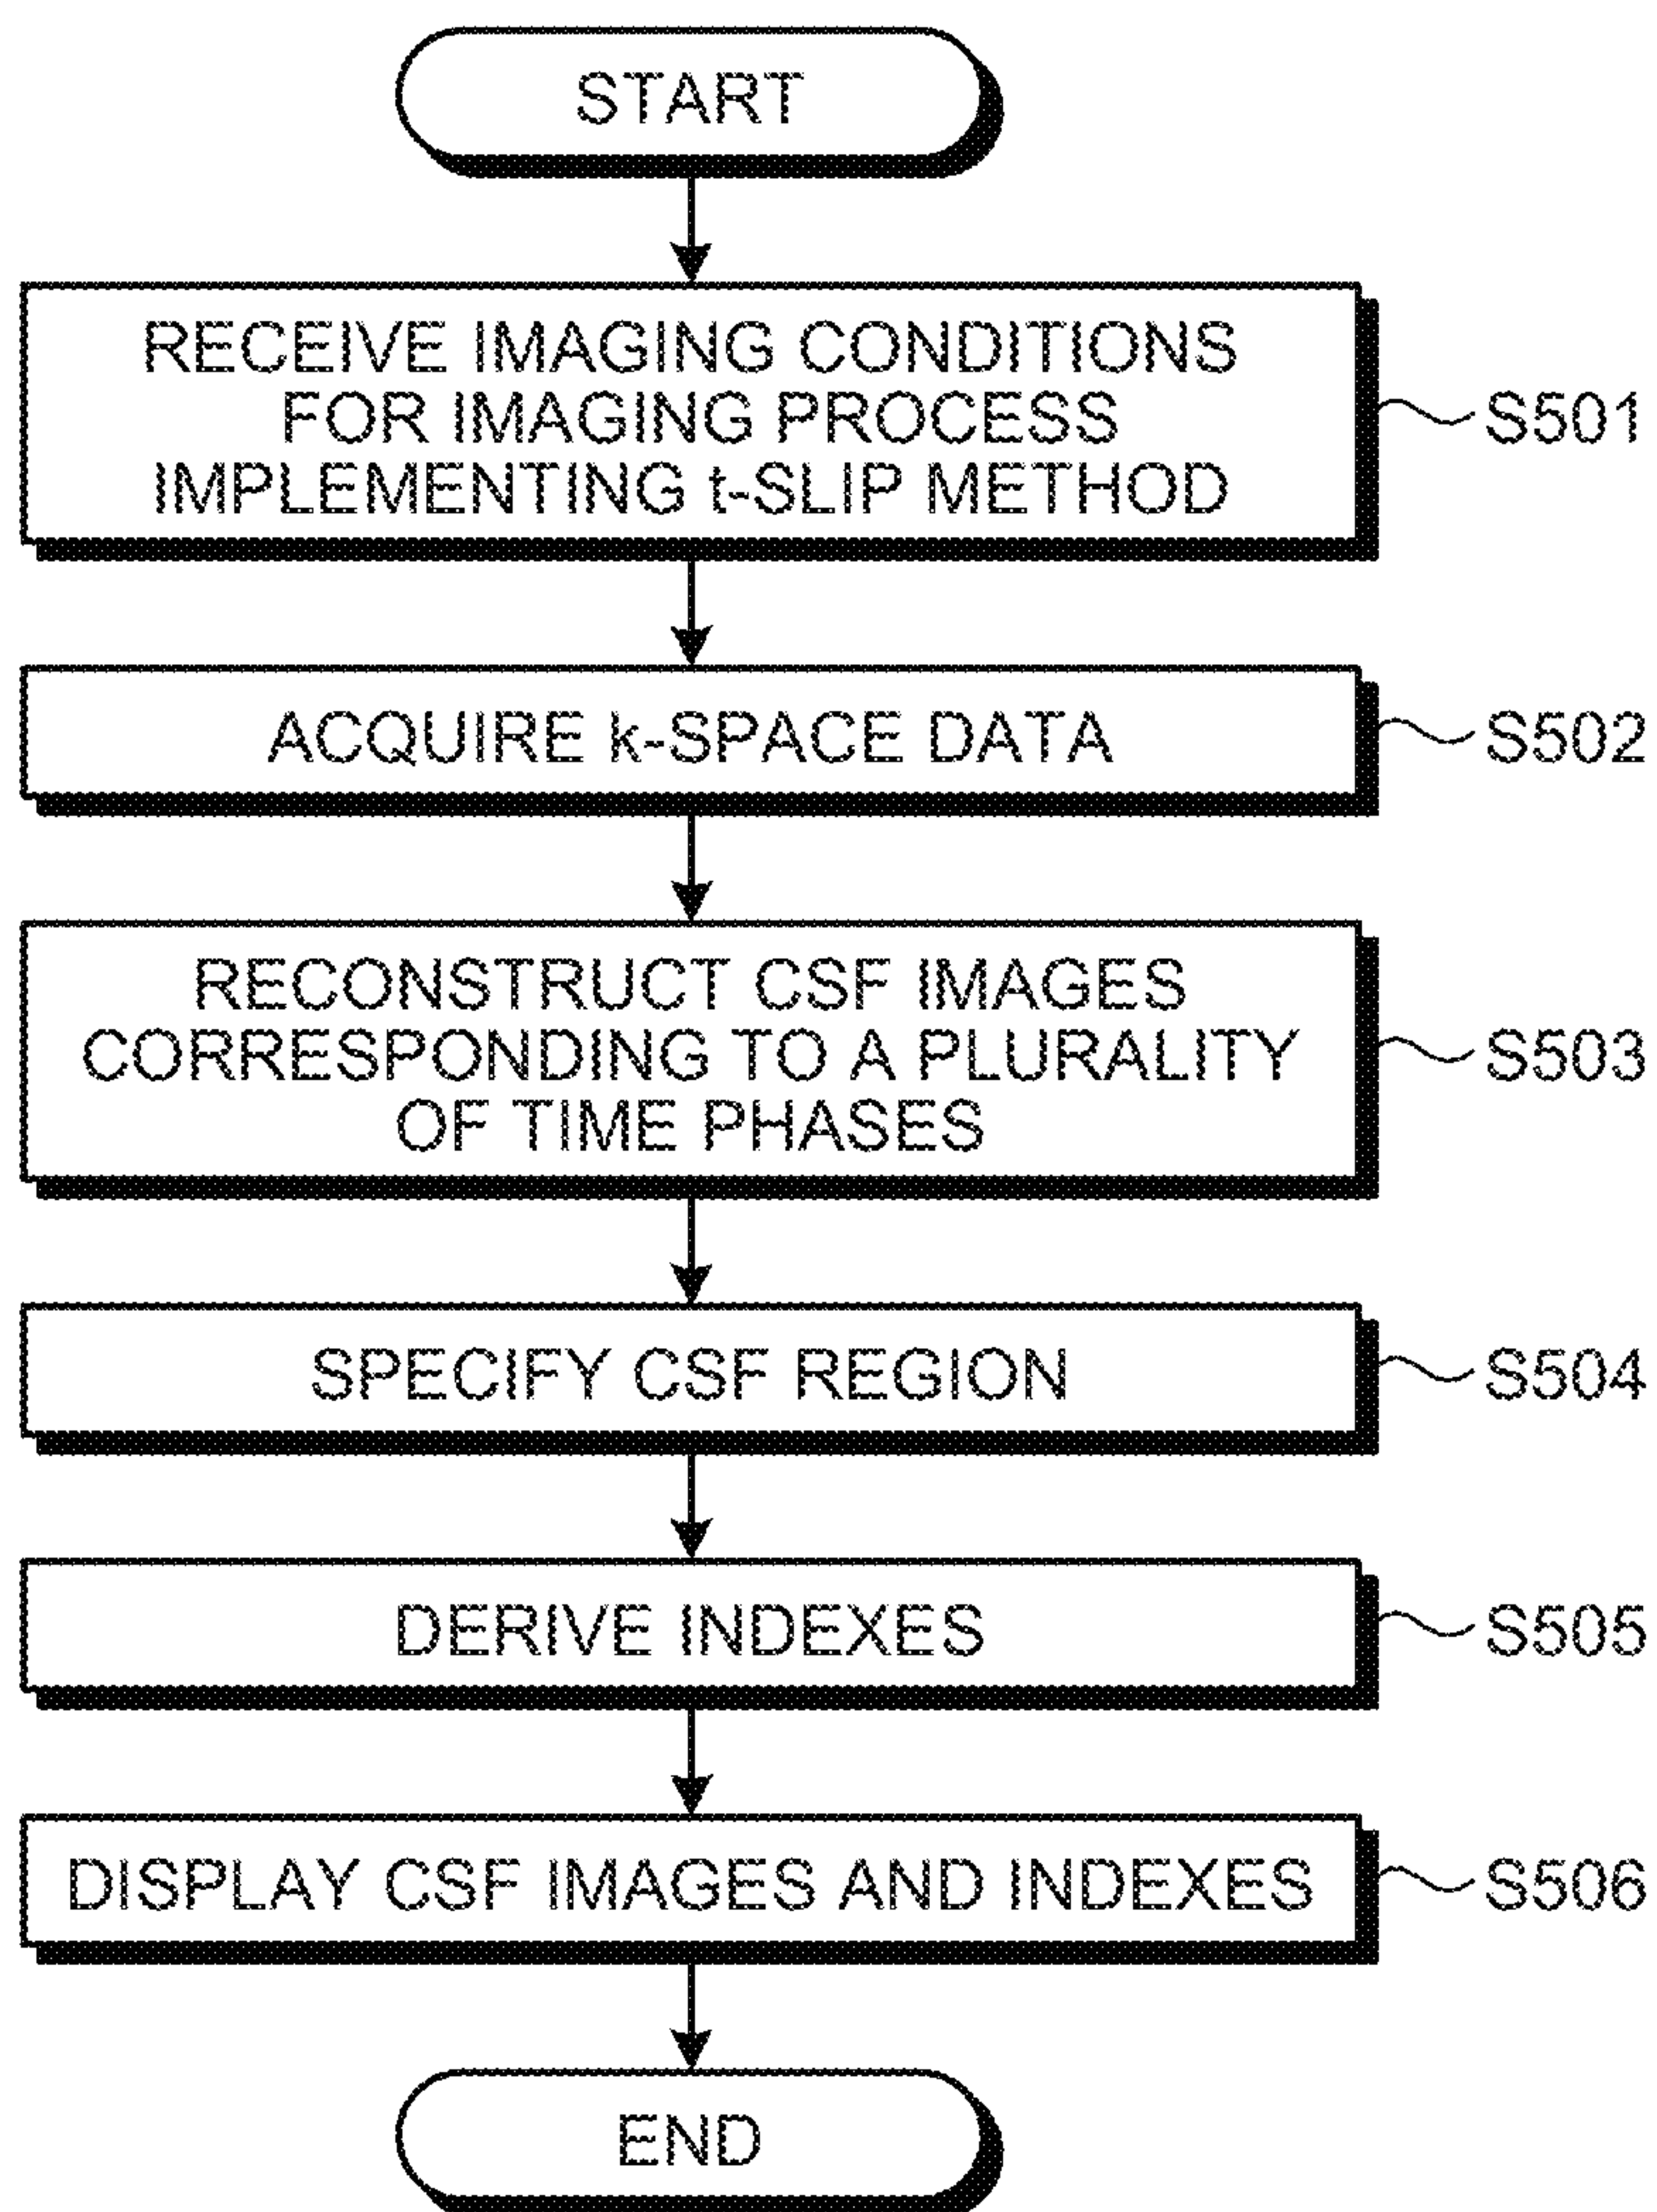 START
RECEIVE IMAGING CONDITIONS
FOR IMAGING PROCESS
IMPLEMENTING t-SLIP METHOD
S501
ACQUIRE k-SPACE DATA
S502
RECONSTRUCT CSF IMAGES
CORRESPONDING TO A PLURALITY
OF TIME PHASES
S503
SPECIFY CSF REGION
S504
DERIVE INDEXES
S505
DISPLAY CSF IMAGES AND INDEXES
S506
END